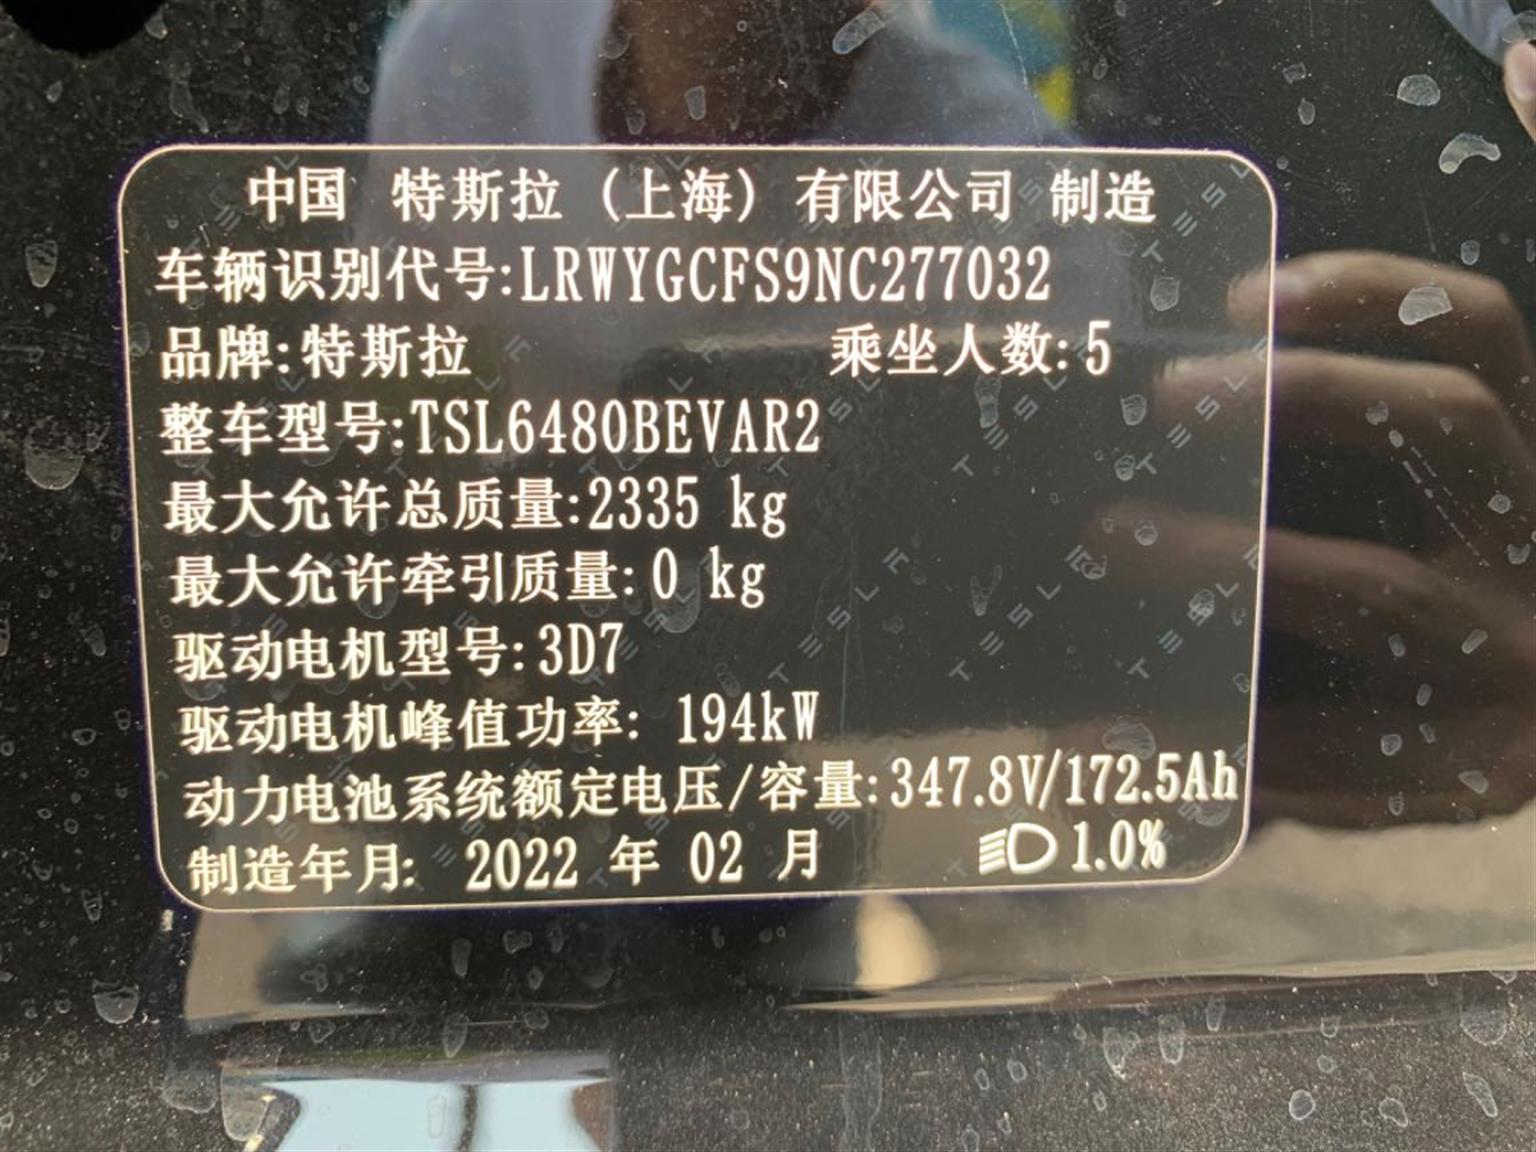 中国 特斯拉 (上海) 有限公司 制造
车辆识别代号:LRWYGCFS9NC277032
品牌:特斯拉 乘坐人数:5
整车型号:TSL6480BEVAR2
最大允许总质量:2335 kg
最大允许牵引质量:0 kg
驱动电机型号:3D7
驱动电机峰值功率: 194kW
动力电池系统额定电压/容量:347.8V/172.5Ah
制造年月: 2022 年 02 月 1.0%